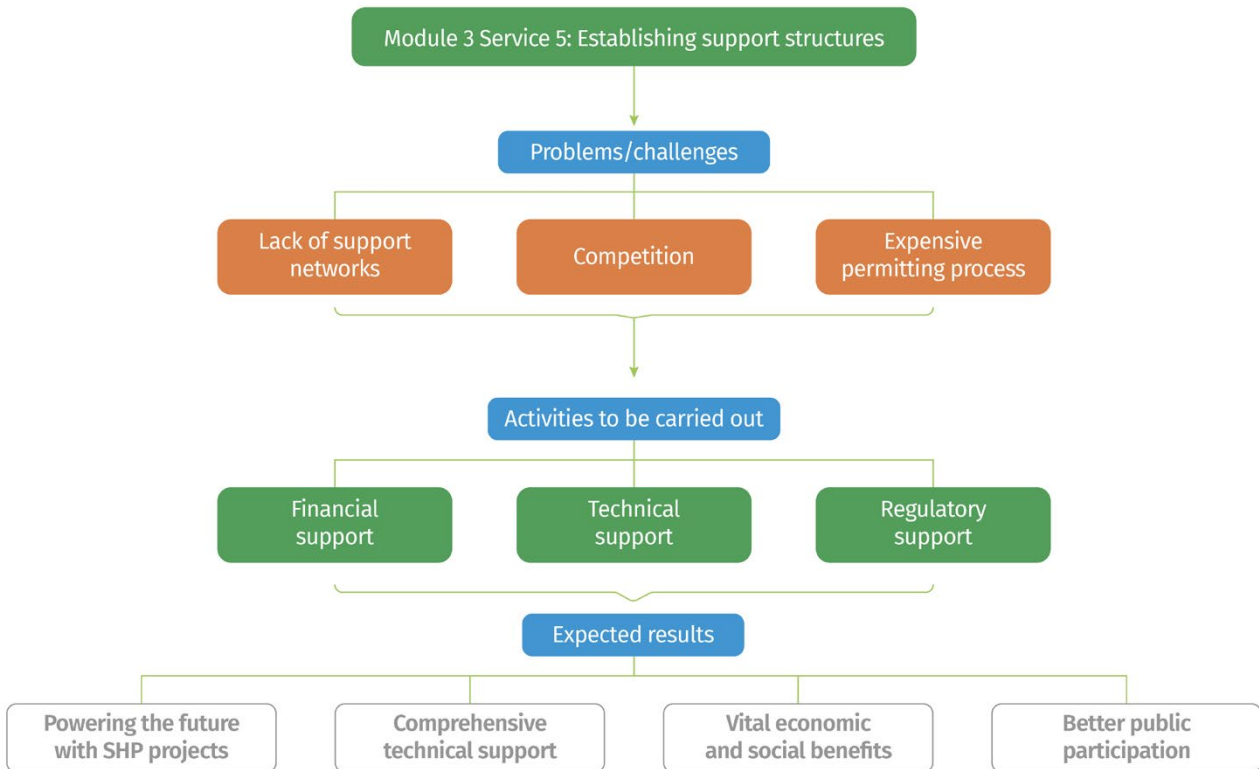 Module 3 Service 5: Establishing support structures
Problems/challenges
Lack of support
networks
Competition
Expensive
permitting process
Activities to be carried out
Financial
support
Technical
support
Regulatory
support
Expected results
Powering the future
with SHP projects
Comprehensive
technical support
Vital economic
and social benefits
Better public
participation